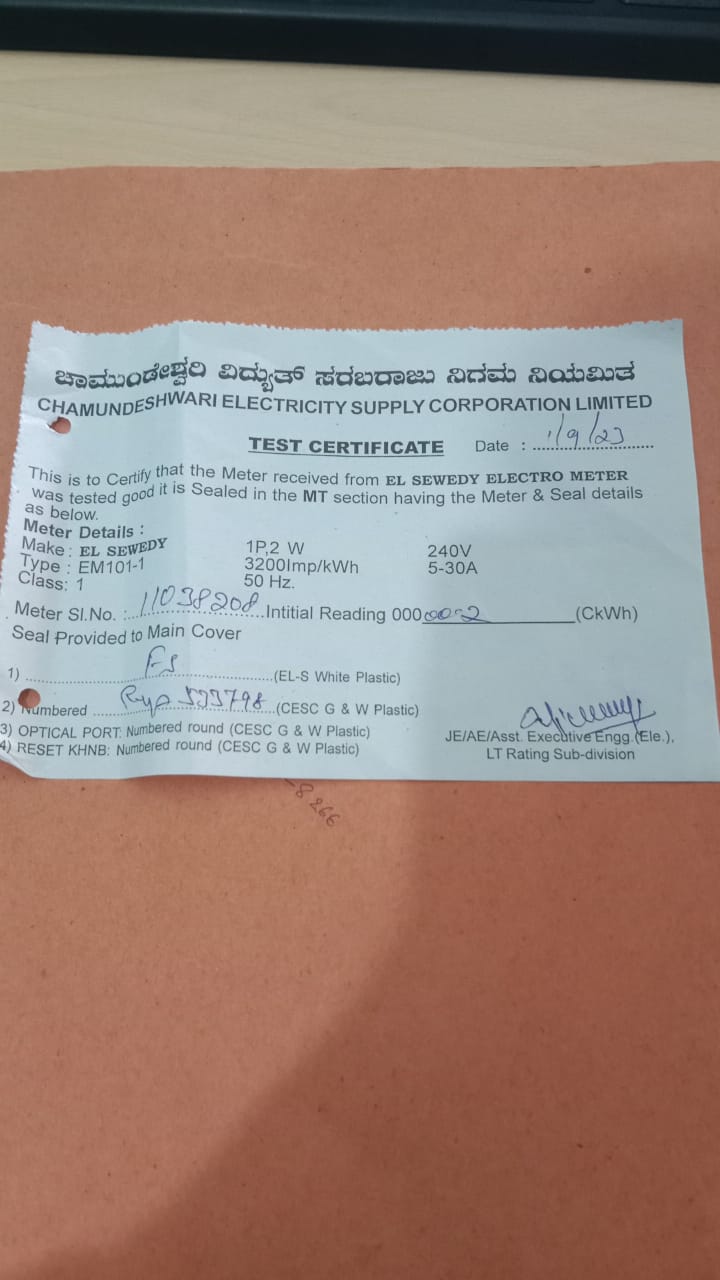 ಚಾಮುಂಡೇಶ್ವರಿ ವಿದ್ಯುತ್ ಸರಬರಾಜು ನಿಗಮ ನಿಯಮಿತ
CHAMUNDESHWARI ELECTRICITY SUPPLY CORPORATION LIMITED
TEST CERTIFICATE Date : 1/9/23
This is to Certify that the Meter received from EL SEWEDY ELECTRO METER
was tested good it is Sealed in the MT section having the Meter & Seal details
as below.
Meter Details :
Make : EL SEWEDY 1P,2 W 240V
Type : EM101-1 3200Imp/kWh 5-30A
Class: 1 50 Hz.
Meter Sl.No. : 11038208 Intitial Reading 000 0002 (CkWh)
Seal Provided to Main Cover
1) (EL-S White Plastic)
2) Numbered (CESC G & W Plastic)
3) OPTICAL PORT: Numbered round (CESC G & W Plastic)
4) RESET KHNB: Numbered round (CESC G & W Plastic)
JE/AE/Asst. Executive Engg.(Ele.),
LT Rating Sub-division
8266